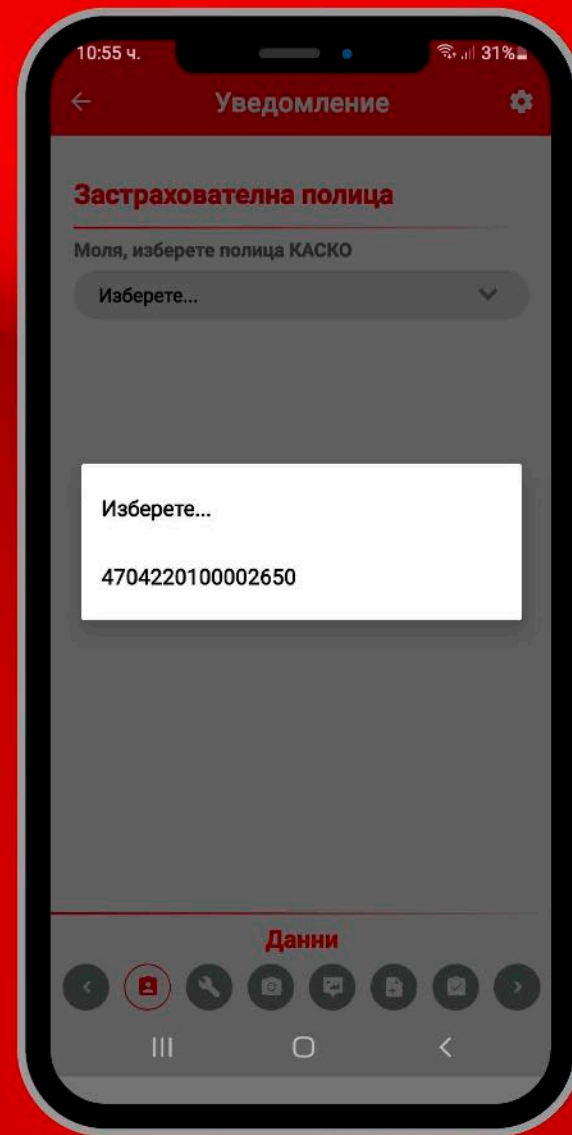 10:55 ч.
31%
Уведомление
Застрахователна полица
Моля, изберете полица КАСКО
Изберете...
Изберете...
4704220100002650
Данни